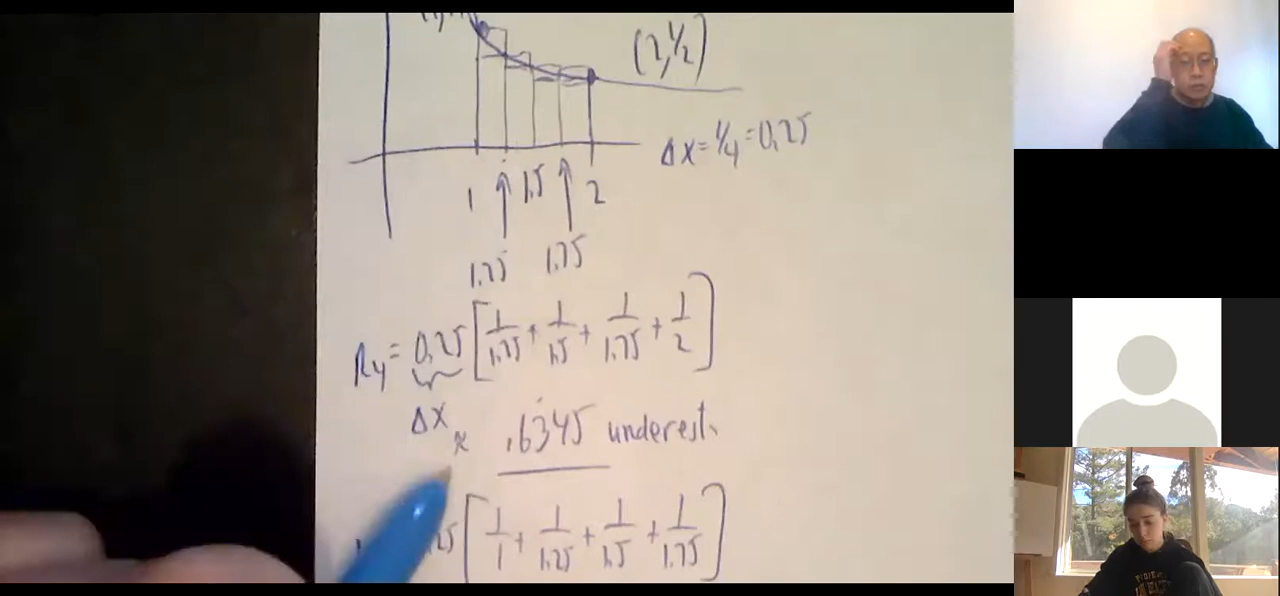 (2, 1/2)
Δx = 1/4 = 0.25
1 1.5 2
1.25 1.75
R4 = 0.25 [1/1.25 + 1/1.5 + 1/1.75 + 1/2]
Δx
≈ .6345 underest.
[1/1 + 1/1.25 + 1/1.5 + 1/1.75]